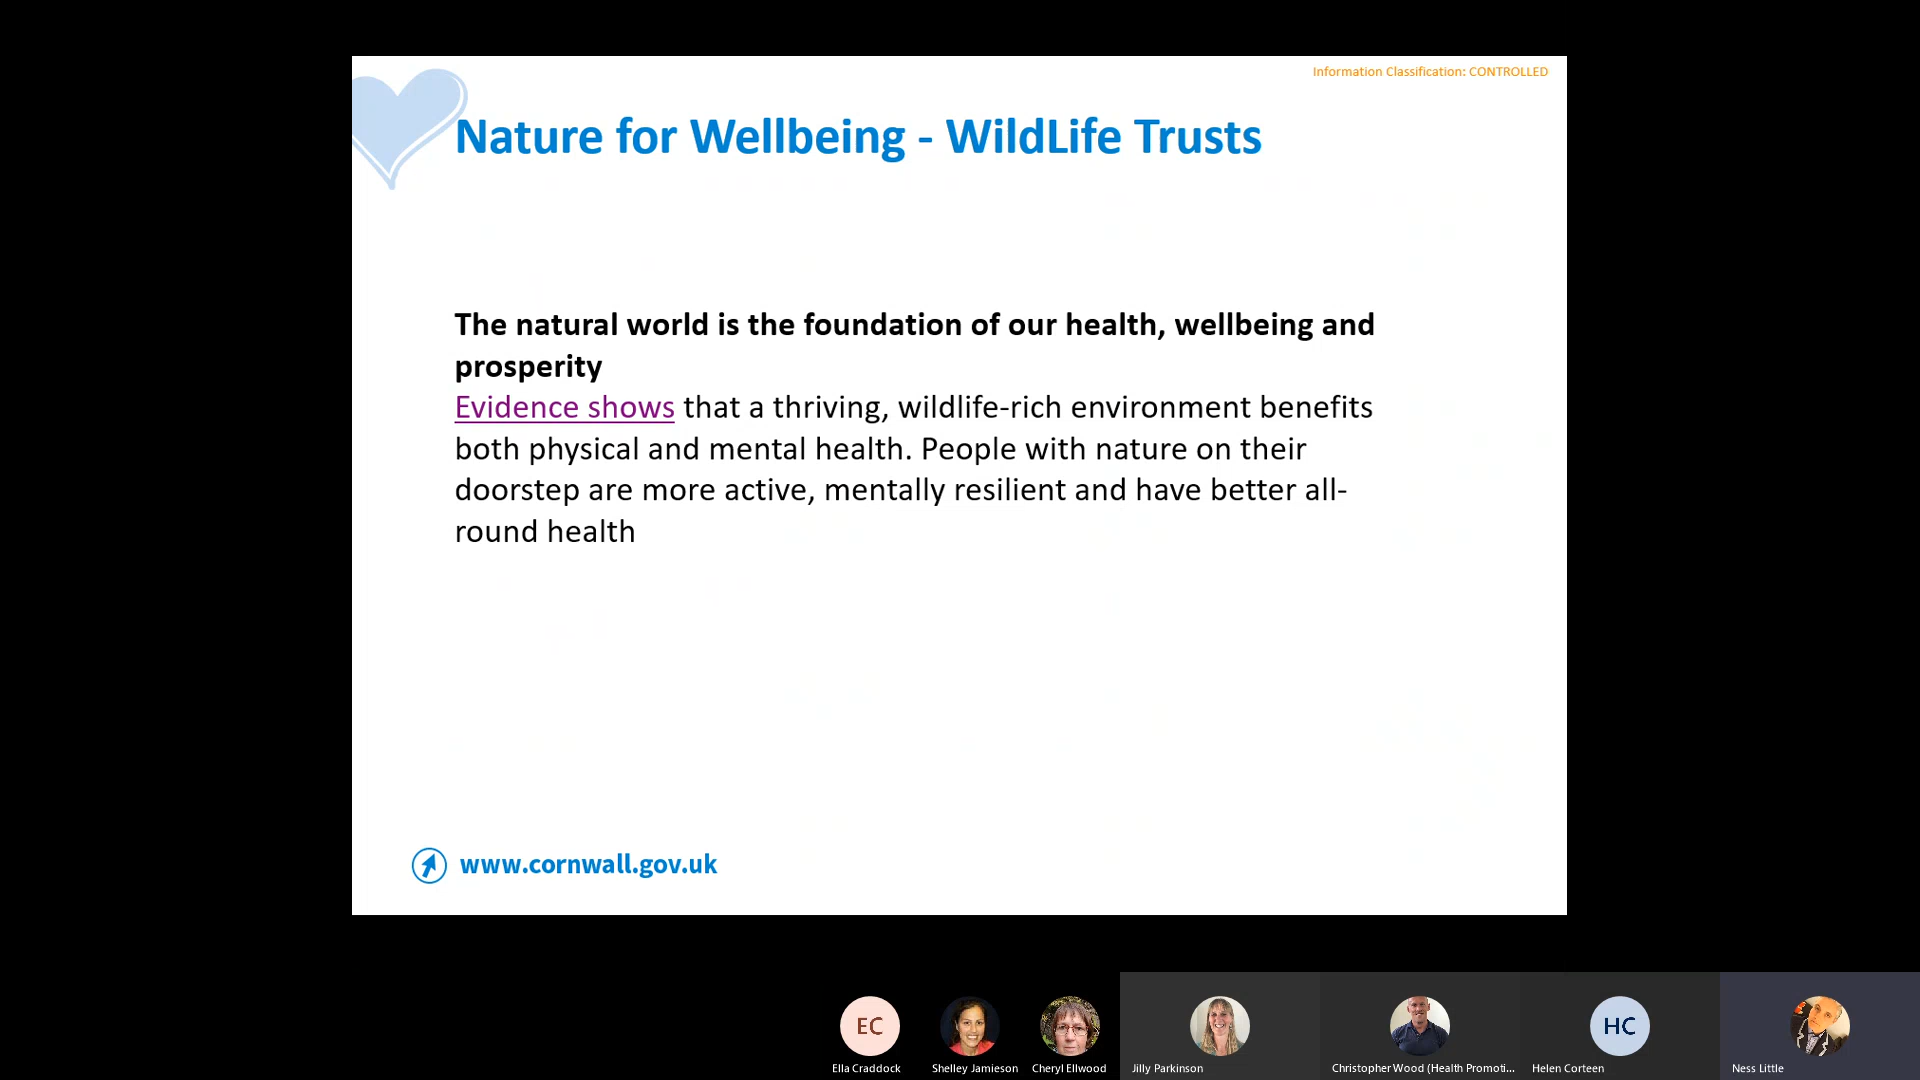 Information Classification: CONTROLLED
Nature for Wellbeing - WildLife Trusts
The natural world is the foundation of our health, wellbeing and
prosperity
Evidence shows that a thriving, wildlife-rich environment benefits
both physical and mental health. People with nature on their
doorstep are more active, mentally resilient and have better all-
round health
www.cornwall.gov.uk
EC
HC
Ella Craddock
Shelley Jamieson
Cheryl Ellwood
Jilly Parkinson
Christopher Wood (Health Promoti...
Helen Corteen
Ness Little